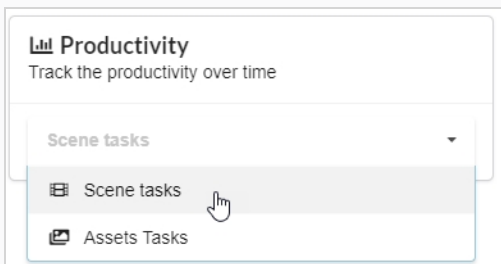 Productivity
Track the productivity over time
Scene tasks
Scene tasks
Assets Tasks